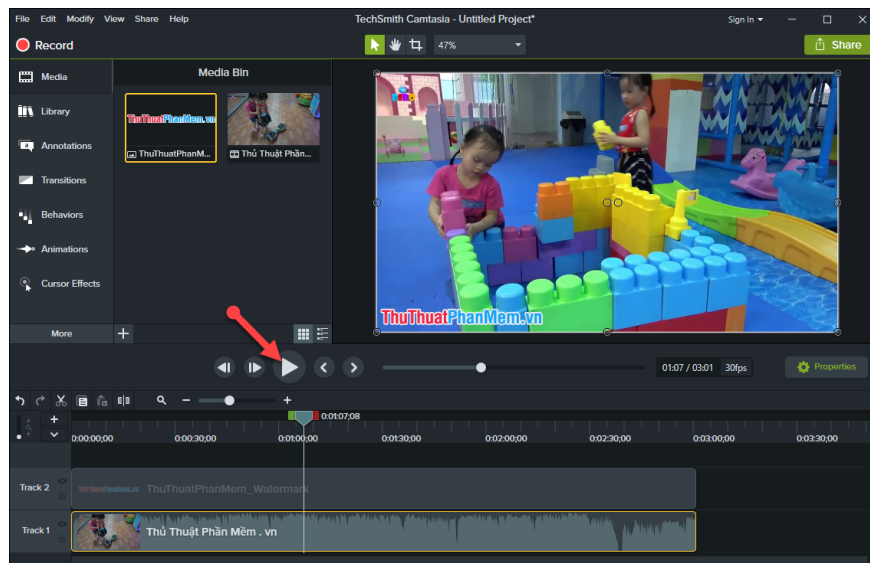 File Edit Modify View Share Help
TechSmith Camtasia - Untitled Project*
Sign In
Record
47%
Share
Media
Library
Annotations
Transitions
Behaviors
Animations
Cursor Effects
More
Media Bin
ThuThuatPhanMem.vn
ThuThuatPhanM...
Thủ Thuật Phần...
ThuThuatPhanMem.vn
01:07 / 03:01 30fps
Properties
0:01:07;08
0:00:00;00 0:00:30;00 0:01:00;00 0:01:30;00 0:02:00;00 0:02:30;00 0:03:00;00 0:03:30;00
Track 2
ThuThuatPhanMem_Watermark
Track 1
Thủ Thuật Phần Mềm . vn